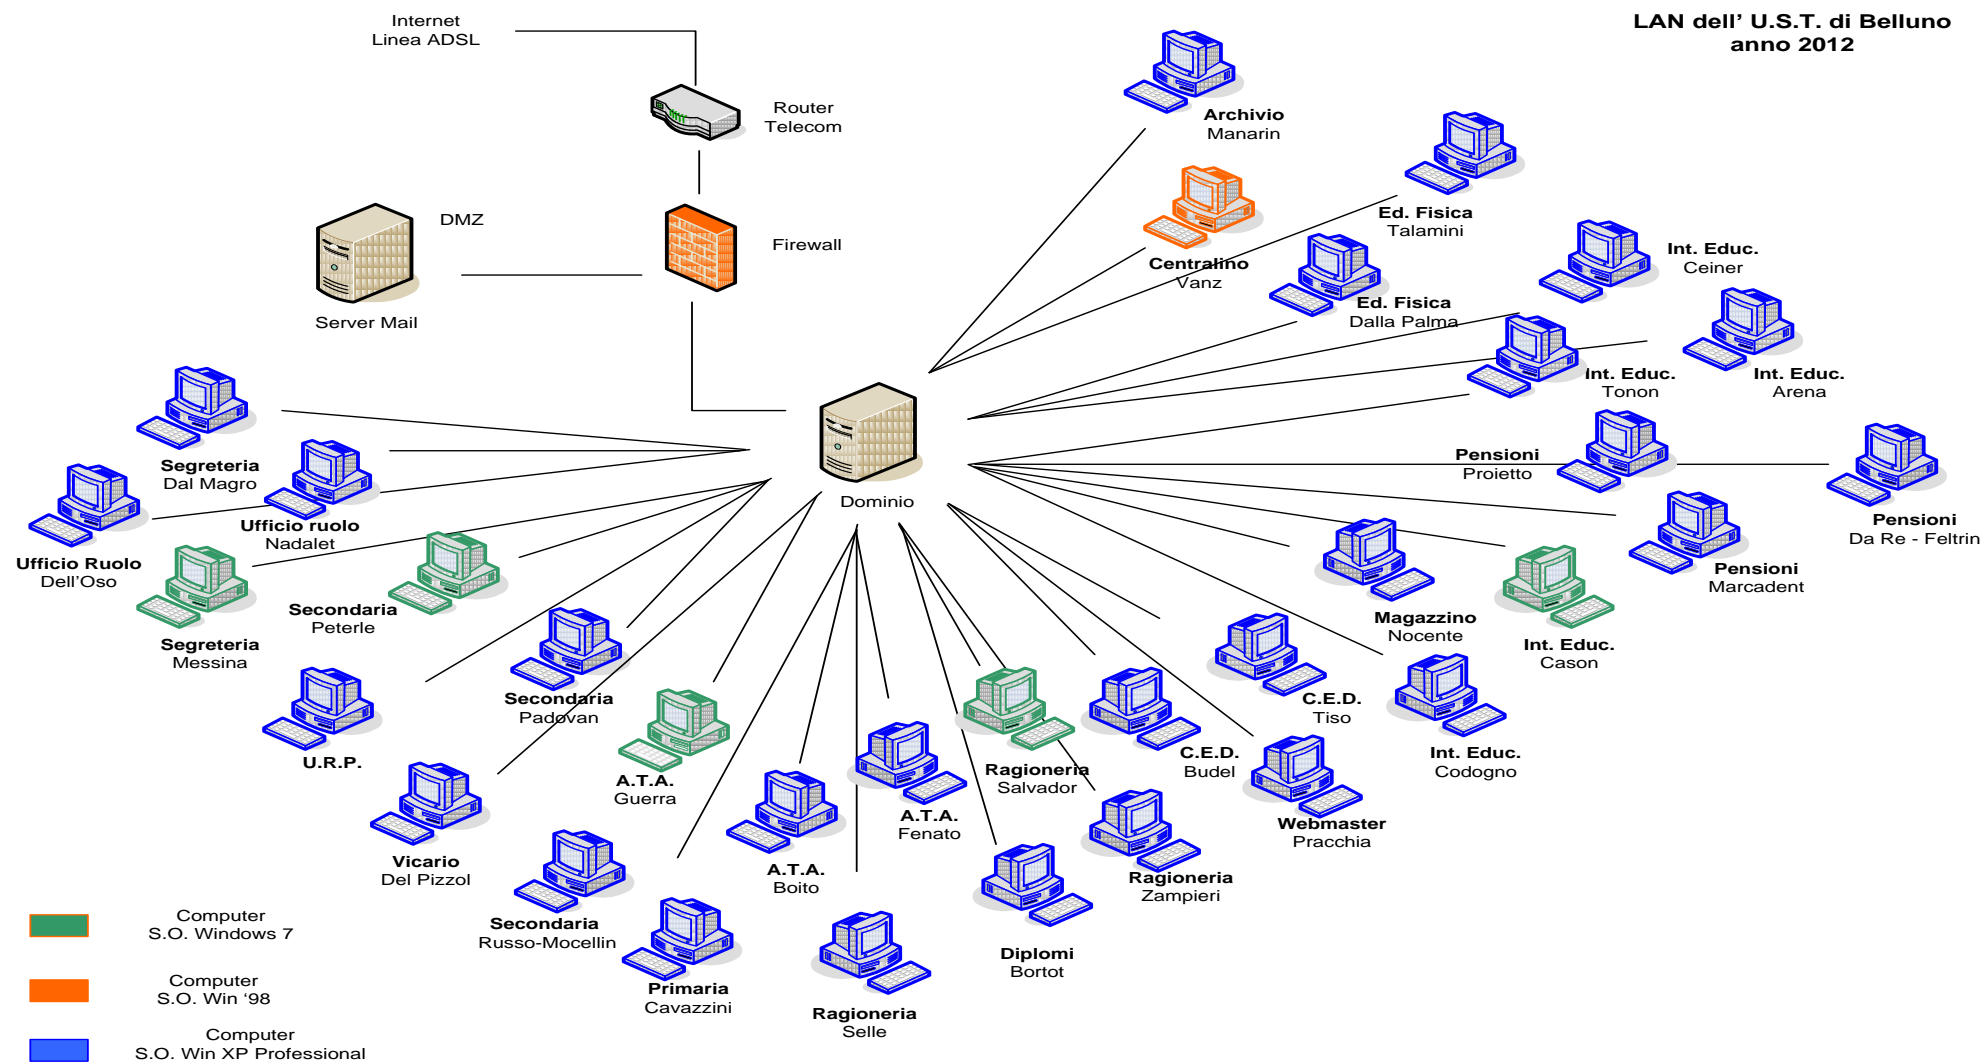 LAN dell' U.S.T. di Belluno
anno 2012
Internet
Linea ADSL
Router
Telecom
DMZ
Firewall
Server Mail
Dominio
Archivio
Manarin
Ed. Fisica
Talamini
Centralino
Vanz
Ed. Fisica
Dalla Palma
Int. Educ.
Ceiner
Int. Educ.
Tonon
Int. Educ.
Arena
Pensioni
Proietto
Pensioni
Da Re - Feltrin
Pensioni
Marcadent
Magazzino
Nocente
Int. Educ.
Cason
Segreteria
Dal Magro
Ufficio ruolo
Nadalet
Ufficio Ruolo
Dell'Oso
Segreteria
Messina
Secondaria
Peterle
Secondaria
Padovan
U.R.P.
Vicario
Del Pizzol
A.T.A.
Guerra
Secondaria
Russo-Mocellin
Primaria
Cavazzini
A.T.A.
Boito
A.T.A.
Fenato
Ragioneria
Selle
Ragioneria
Salvador
Diplomi
Bortot
Ragioneria
Zampieri
C.E.D.
Budel
C.E.D.
Tiso
Webmaster
Pracchia
Int. Educ.
Codogno
Computer
S.O. Windows 7
Computer
S.O. Win '98
Computer
S.O. Win XP Professional